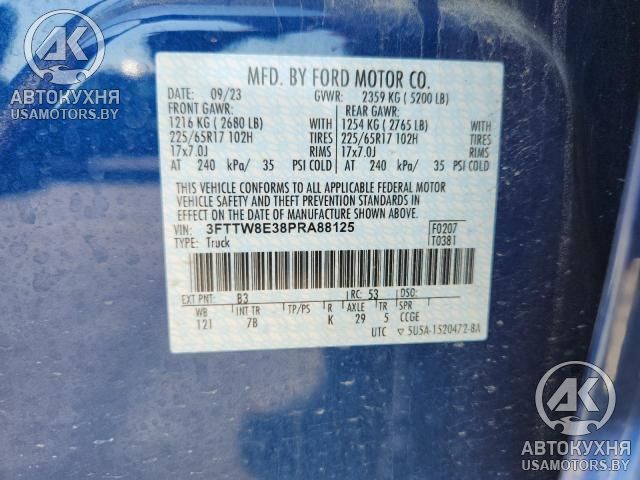 АК
АВТОКУХНЯ
USAMOTORS.BY
MFD. BY FORD MOTOR CO.
DATE: 09/23 GVWR: 2359 KG ( 5200 LB)
FRONT GAWR: REAR GAWR:
1216 KG ( 2680 LB) WITH 1254 KG ( 2765 LB) WITH
225/65R17 102H TIRES 225/65R17 102H TIRES
17x7.0J RIMS 17x7.0J RIMS
AT 240 kPa/ 35 PSI COLD AT 240 kPa/ 35 PSI COLD
THIS VEHICLE CONFORMS TO ALL APPLICABLE FEDERAL MOTOR
VEHICLE SAFETY AND THEFT PREVENTION STANDARDS IN
EFFECT ON THE DATE OF MANUFACTURE SHOWN ABOVE.
VIN: 3FTTW8E38PRA88125 F0207
TYPE: Truck T0381
EXT PNT: B3 RC: 53 DSO:
WB INT TR TP/PS R AXLE TR SPR
121 7B K 29 5 CCGE
UTC 5U5A-1520472-BA
АК
АВТОКУХНЯ
USAMOTORS.BY